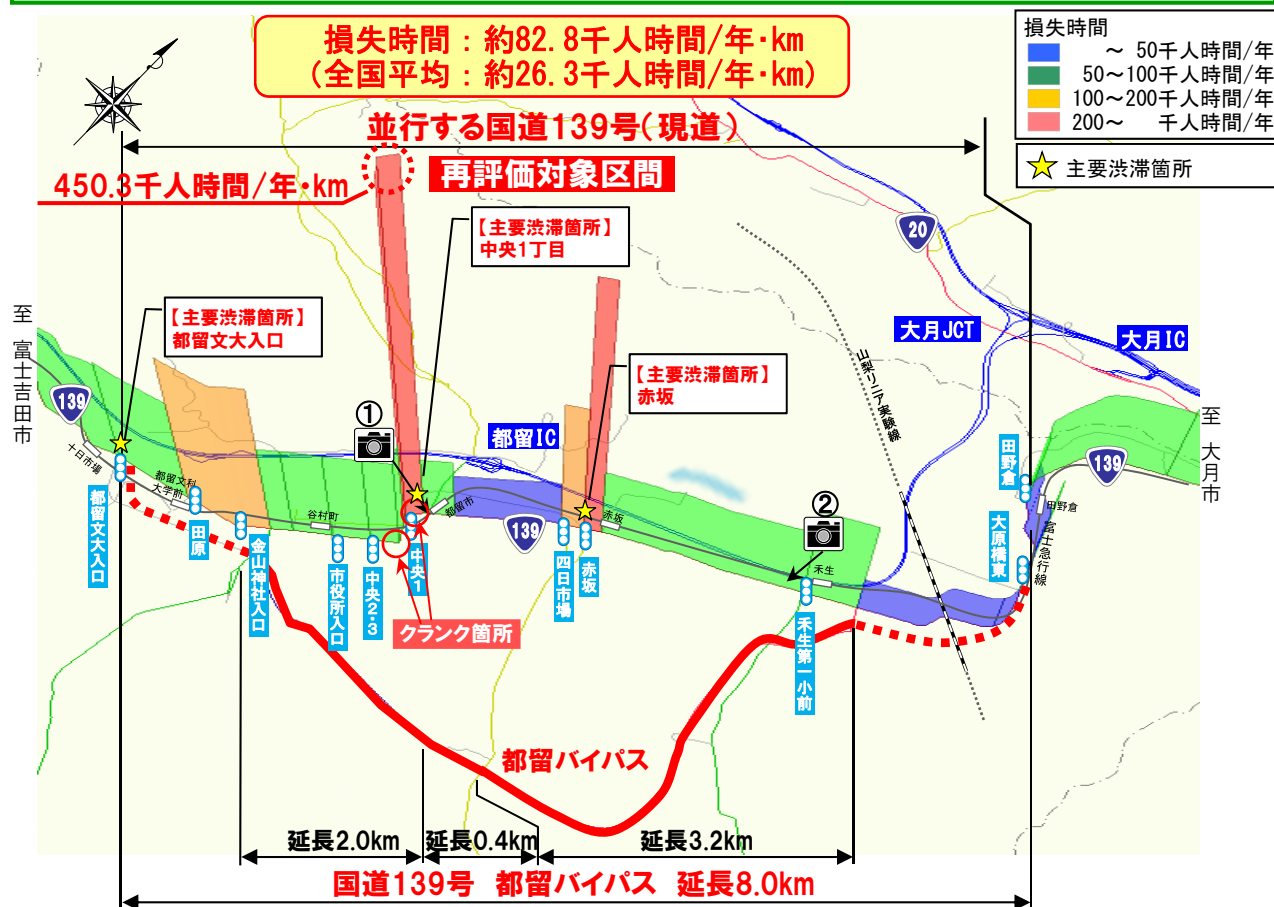 損失時間：約82.8千人時間/年・km
(全国平均：約26.3千人時間/年・km)
損失時間
～ 50千人時間/年
50～100千人時間/年
100～200千人時間/年
200～ 千人時間/年
主要渋滞箇所
並行する国道139号(現道)
再評価対象区間
450.3千人時間/年・km
【主要渋滞箇所】
中央1丁目
20
至 富士吉田市
【主要渋滞箇所】
都留文大入口
大月JCT
大月IC
山梨リニア実験線
【主要渋滞箇所】
赤坂
139
①
都留IC
至 大月市
田野倉
139
十日市場
都留文科
大学前
谷村町
都留市
139
赤坂
②
禾生
田野倉
富士急行線
都留文大入口
田原
金山神社入口
市役所入口
中央2・3
中央1
四日市場
赤坂
禾生第一小前
大原橋東
クランク箇所
都留バイパス
延長2.0km
延長0.4km
延長3.2km
国道139号 都留バイパス 延長8.0km